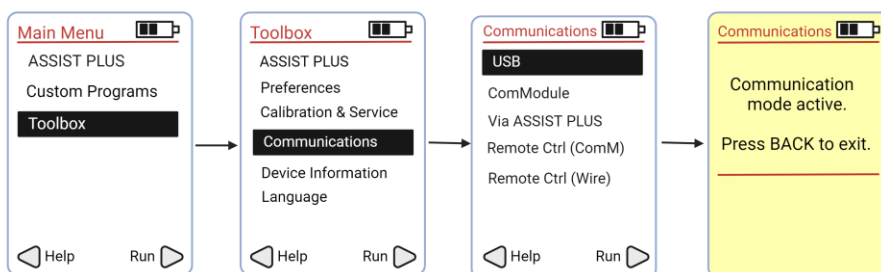 Main Menu
ASSIST PLUS
Custom Programs
Toolbox
Help
Run
Toolbox
ASSIST PLUS
Preferences
Calibration & Service
Communications
Device Information
Language
Help
Run
Communications
USB
ComModule
Via ASSIST PLUS
Remote Ctrl (ComM)
Remote Ctrl (Wire)
Help
Run
Communications
Communication
mode active.
Press BACK to exit.